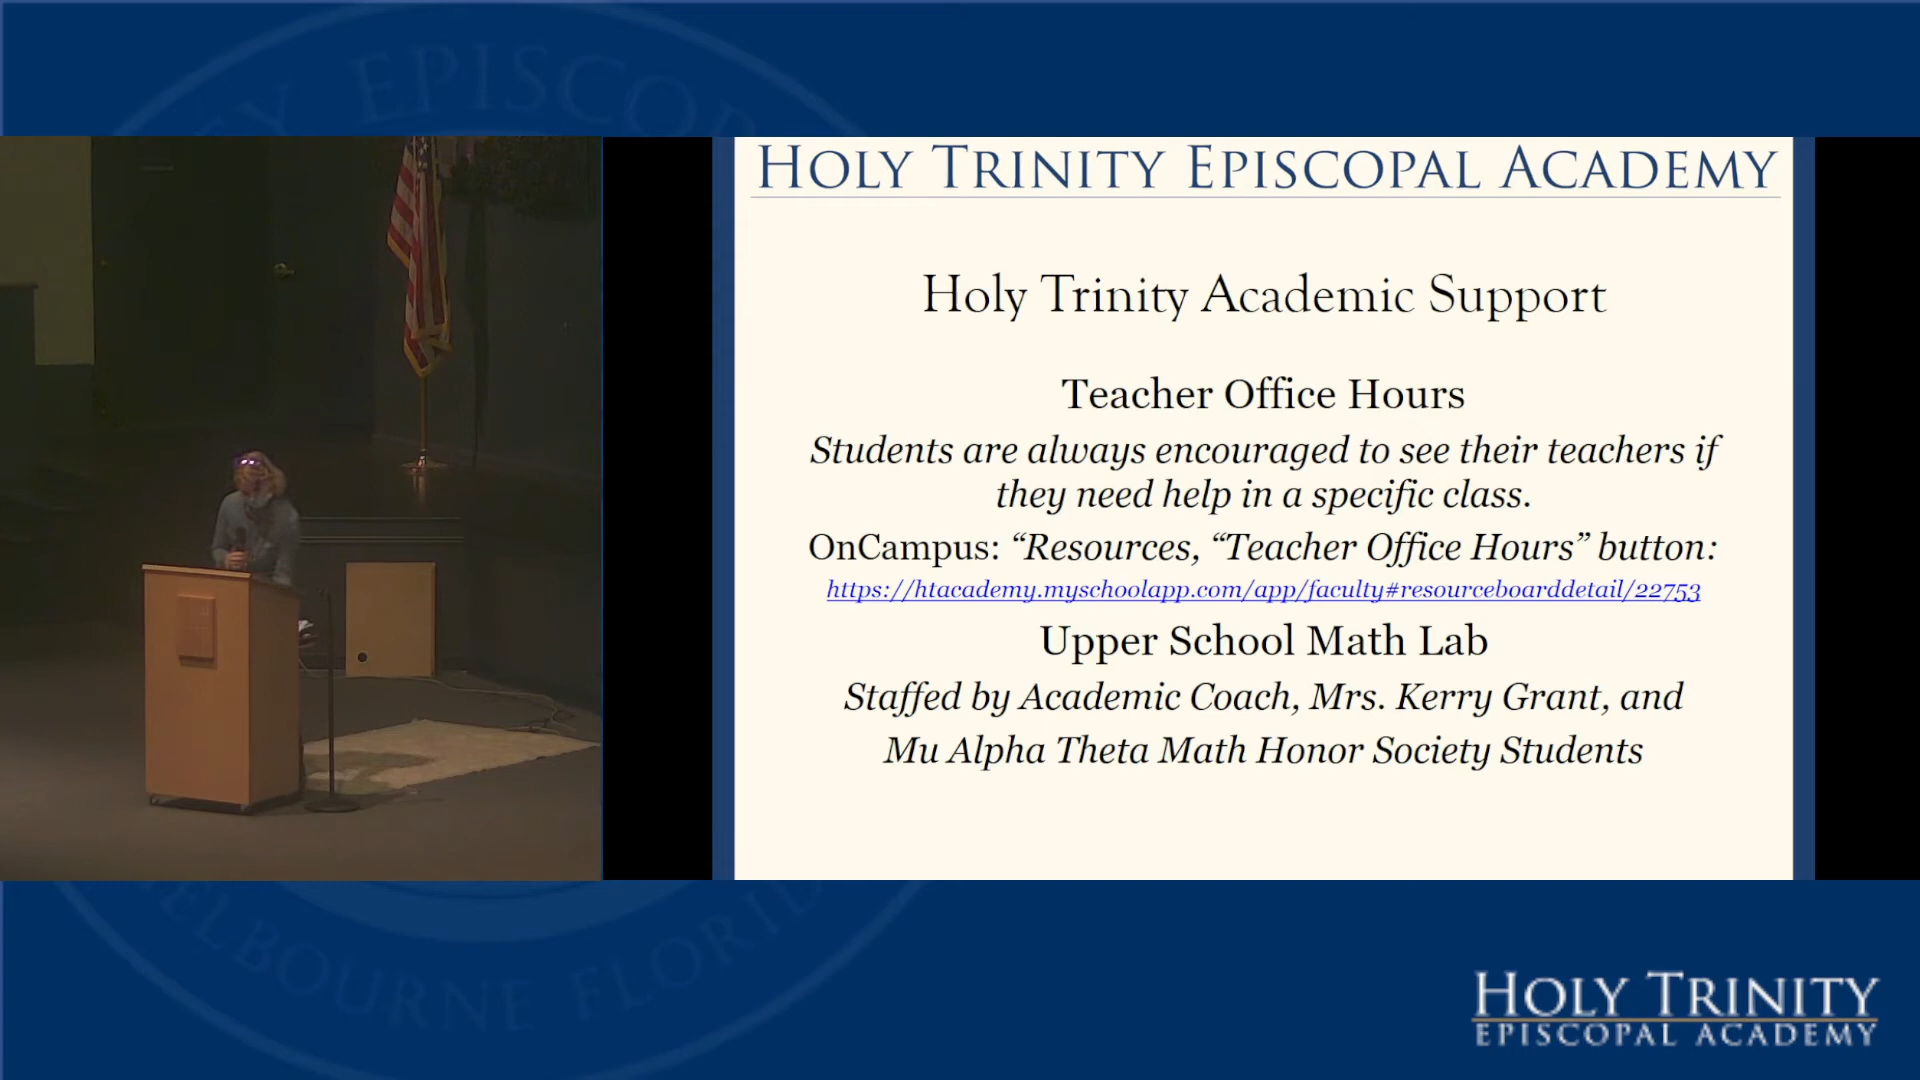 HOLY TRINITY EPISCOPAL ACADEMY
Holy Trinity Academic Support
Teacher Office Hours
Students are always encouraged to see their teachers if
they need help in a specific class.
OnCampus: “Resources, “Teacher Office Hours” button:
https://htacademy.myschoolapp.com/app/faculty#resourceboarddetail/22753
Upper School Math Lab
Staffed by Academic Coach, Mrs. Kerry Grant, and
Mu Alpha Theta Math Honor Society Students
HOLY TRINITY
EPISCOPAL ACADEMY